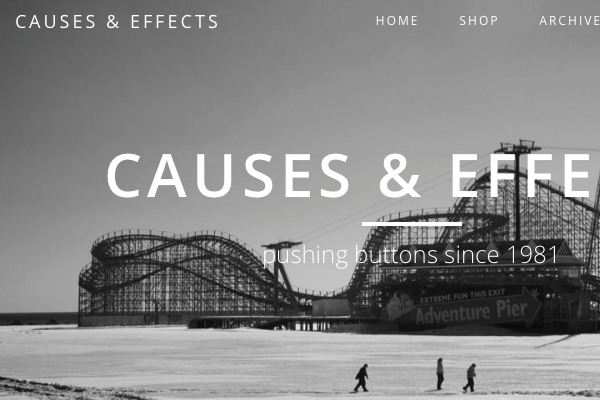 CAUSES & EFFECTS
HOME SHOP ARCHIVE
CAUSES & EFFE
pushing buttons since 1981
EXTREME FUN THIS EXIT
Adventure Pier